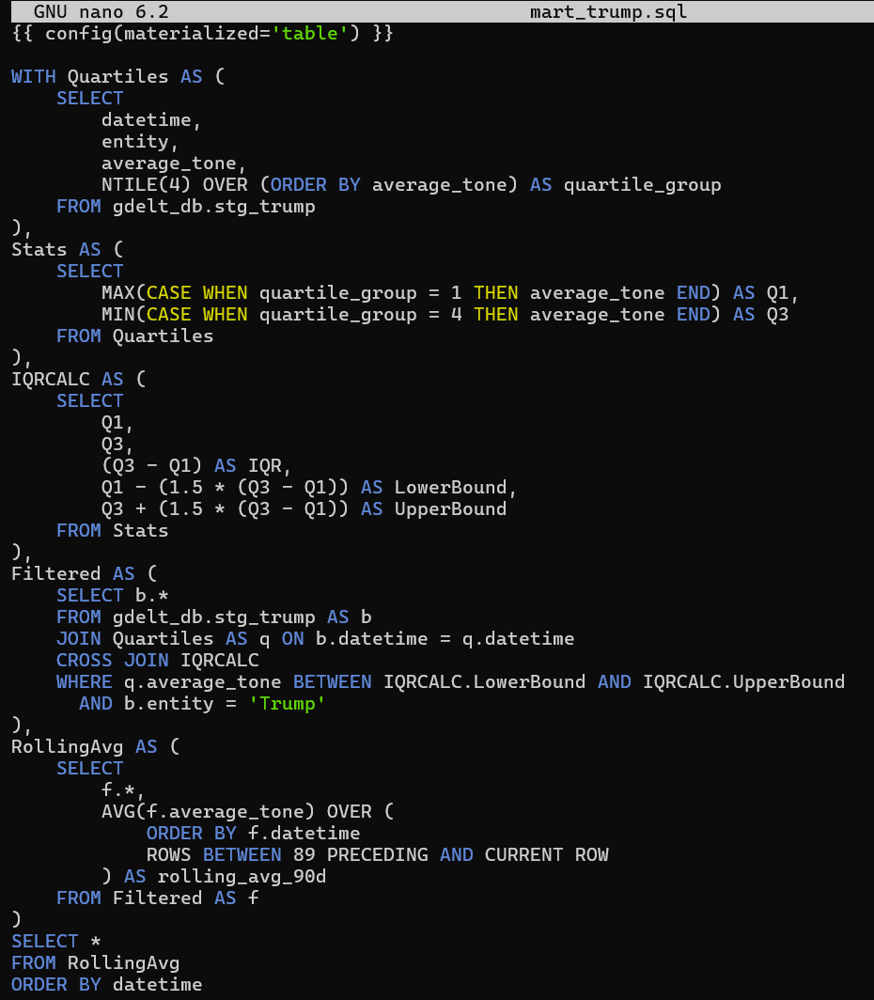 GNU nano 6.2 mart_trump.sql
{{ config(materialized='table') }}

WITH Quartiles AS (
    SELECT
        datetime,
        entity,
        average_tone,
        NTILE(4) OVER (ORDER BY average_tone) AS quartile_group
    FROM gdelt_db.stg_trump
),
Stats AS (
    SELECT
        MAX(CASE WHEN quartile_group = 1 THEN average_tone END) AS Q1,
        MIN(CASE WHEN quartile_group = 4 THEN average_tone END) AS Q3
    FROM Quartiles
),
IQRCALC AS (
    SELECT
        Q1,
        Q3,
        (Q3 - Q1) AS IQR,
        Q1 - (1.5 * (Q3 - Q1)) AS LowerBound,
        Q3 + (1.5 * (Q3 - Q1)) AS UpperBound
    FROM Stats
),
Filtered AS (
    SELECT b.*
    FROM gdelt_db.stg_trump AS b
    JOIN Quartiles AS q ON b.datetime = q.datetime
    CROSS JOIN IQRCALC
    WHERE q.average_tone BETWEEN IQRCALC.LowerBound AND IQRCALC.UpperBound
      AND b.entity = 'Trump'
),
RollingAvg AS (
    SELECT
        f.*,
        AVG(f.average_tone) OVER (
            ORDER BY f.datetime
            ROWS BETWEEN 89 PRECEDING AND CURRENT ROW
        ) AS rolling_avg_90d
    FROM Filtered AS f
)
SELECT *
FROM RollingAvg
ORDER BY datetime